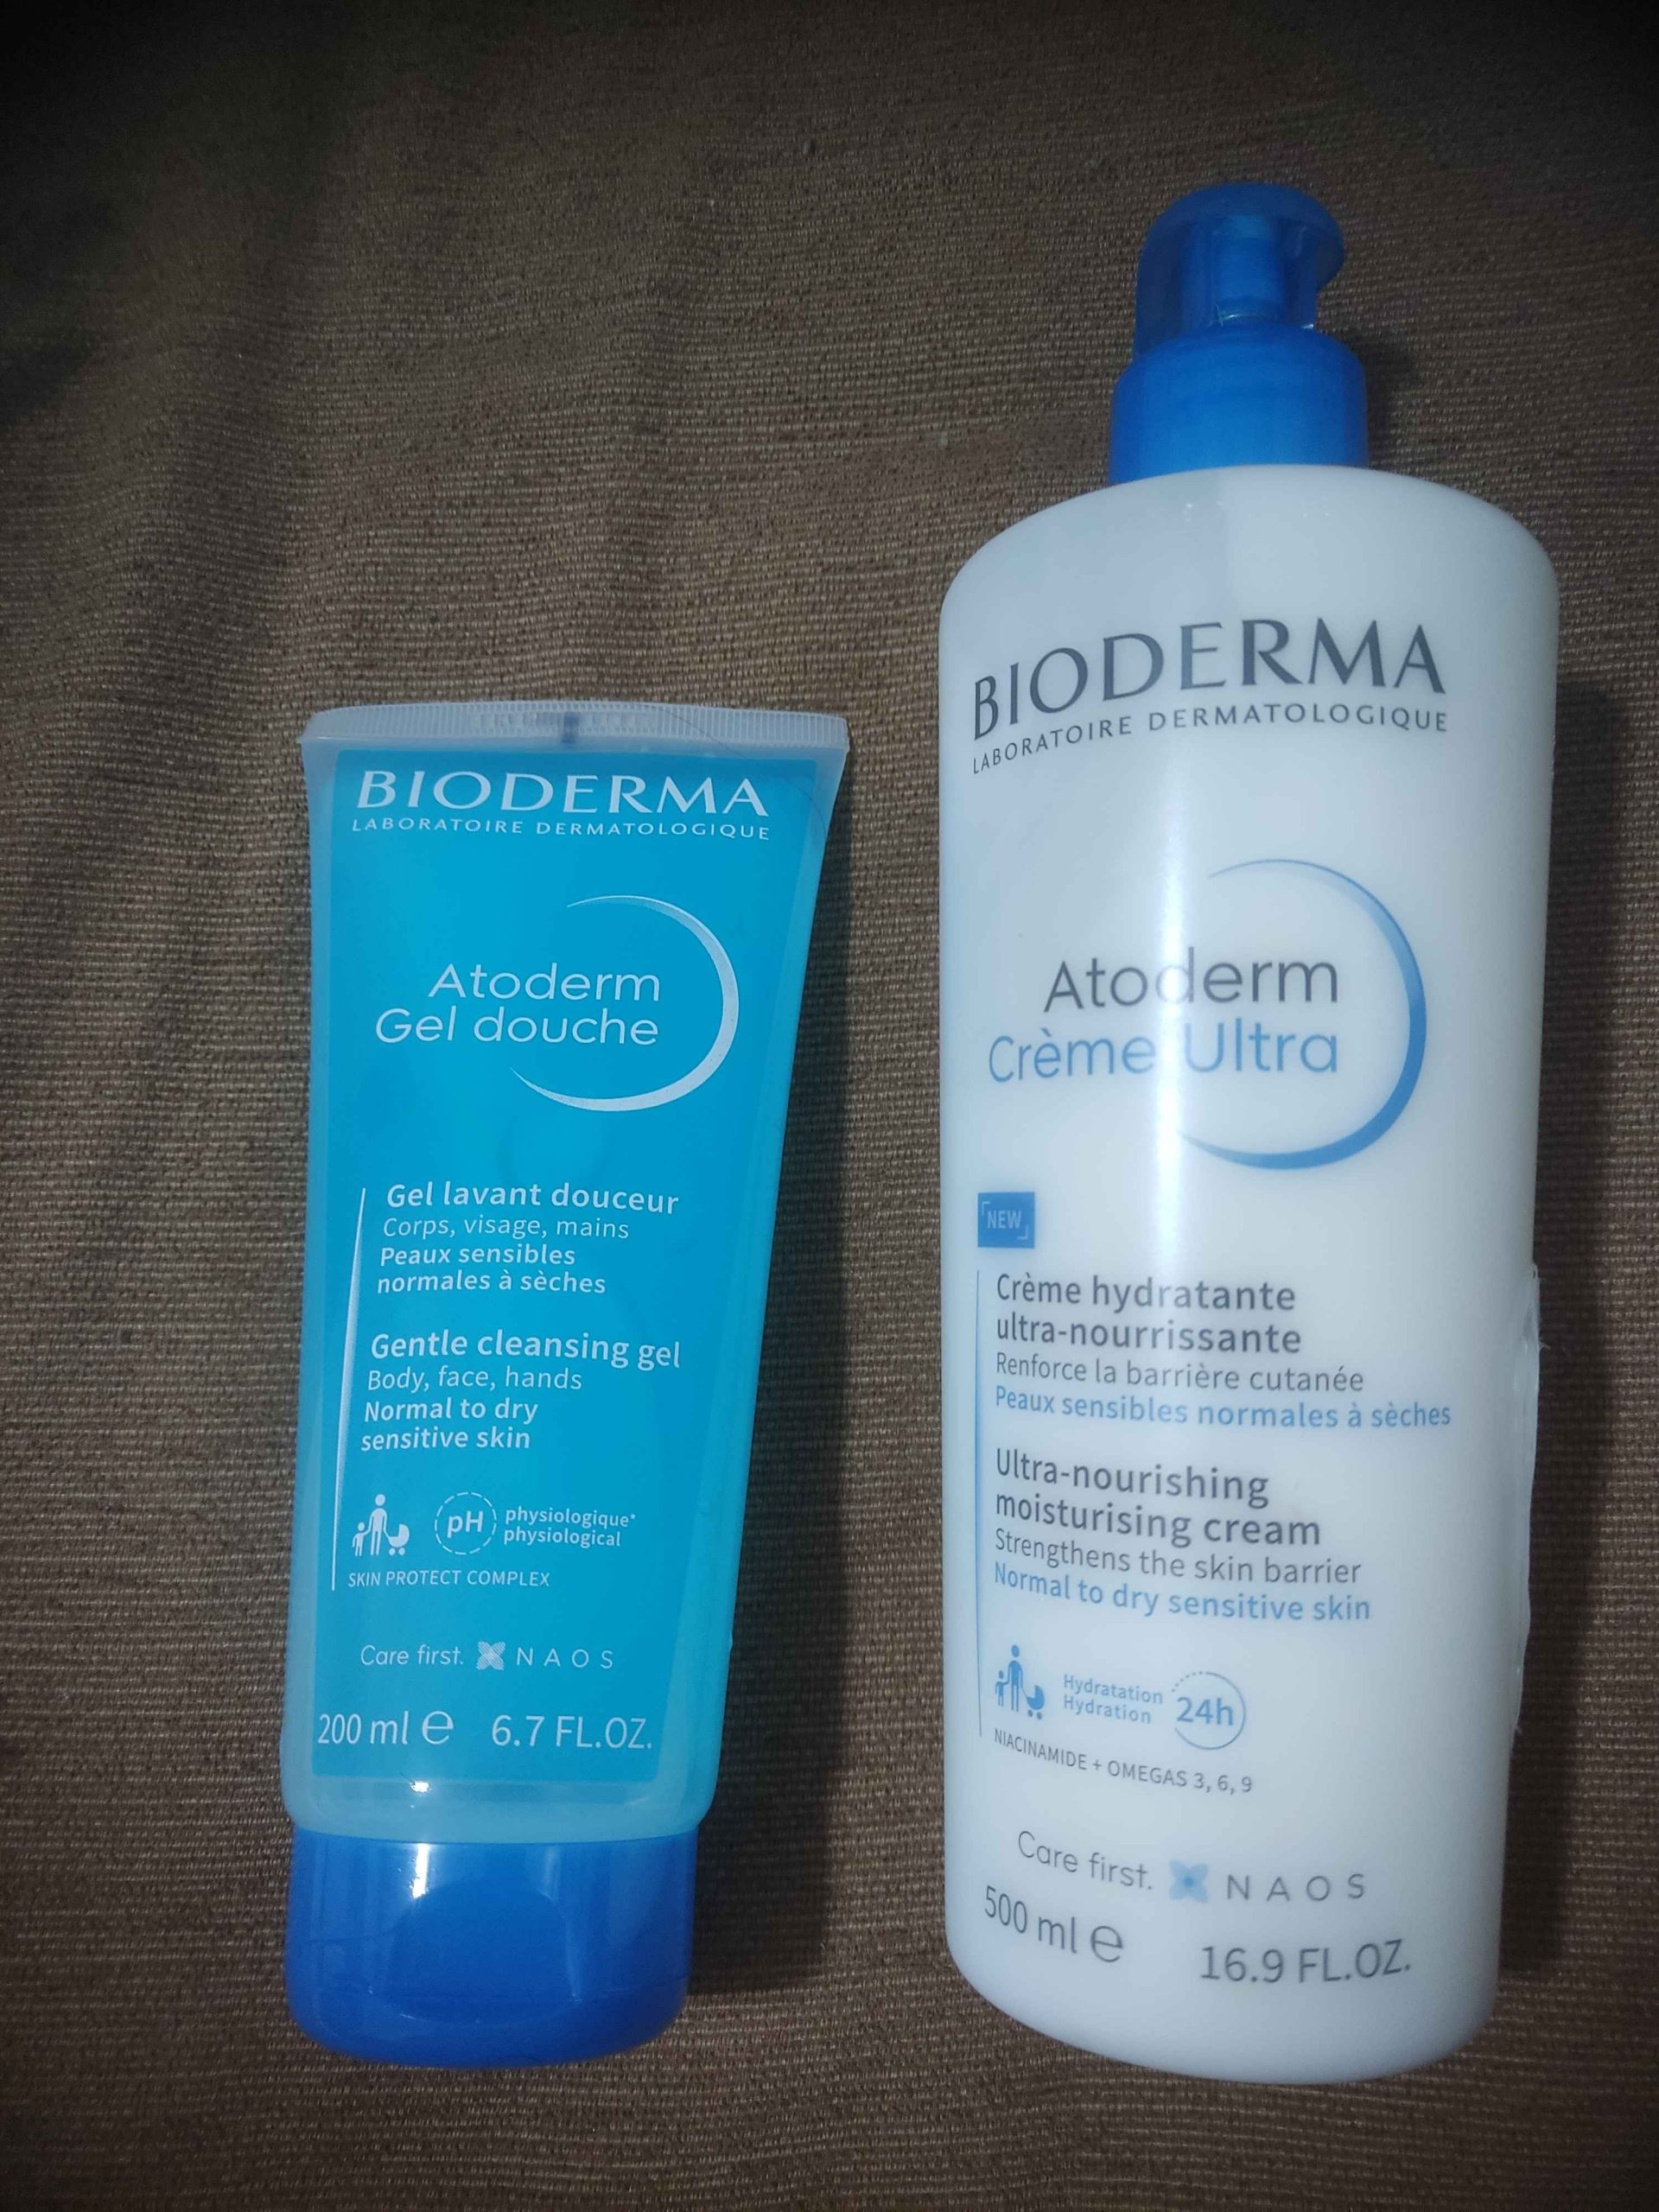 BIODERMA
LABORATOIRE DERMATOLOGIQUE
Atoderm
Gel douche
Gel lavant douceur
Corps, visage, mains
Peaux sensibles
normales à sèches
Gentle cleansing gel
Body, face, hands
Normal to dry
sensitive skin
pH
physiologique*
physiological
SKIN PROTECT COMPLEX
Care first. NAOS
200 ml e 6.7 FL.OZ.
BIODERMA
LABORATOIRE DERMATOLOGIQUE
Atoderm
Crème Ultra
NEW
Crème hydratante
ultra-nourrissante
Renforce la barrière cutanée
Peaux sensibles normales à sèches
Ultra-nourishing
moisturising cream
Strengthens the skin barrier
Normal to dry sensitive skin
Hydratation
Hydration
24h
NIACINAMIDE + OMEGAS 3, 6, 9
Care first. NAOS
500 ml e 16.9 FL.OZ.